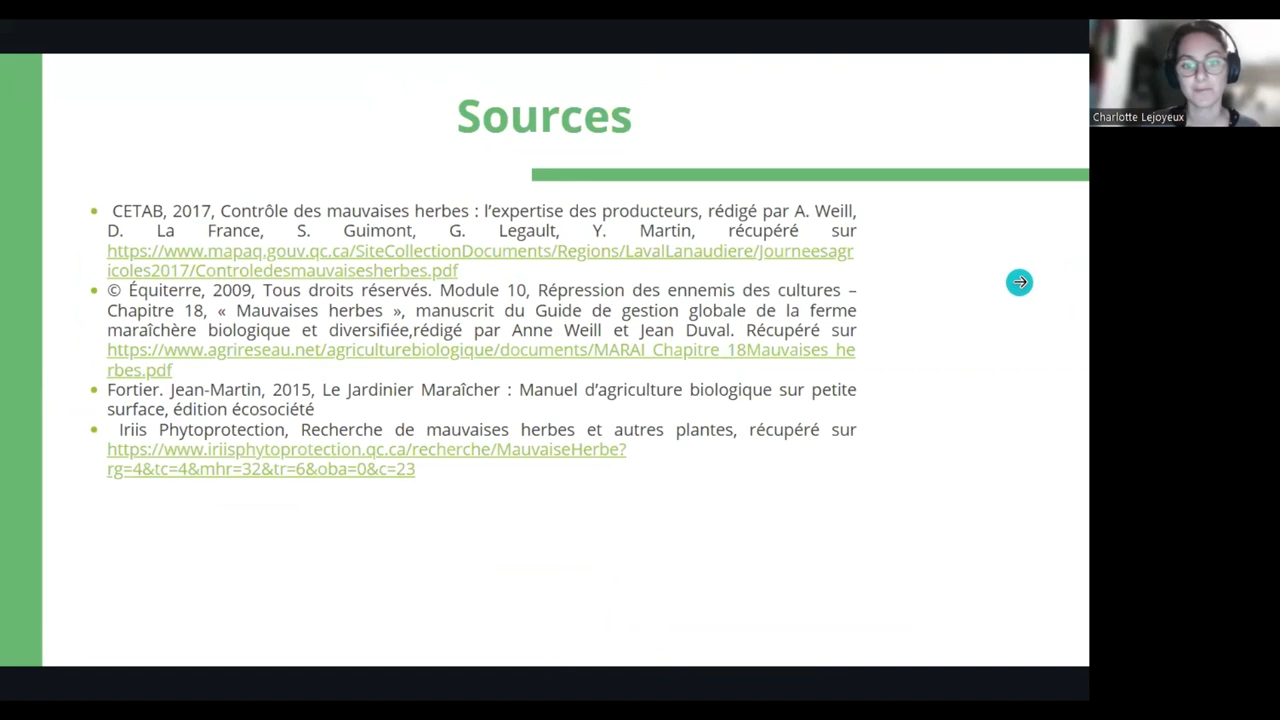 Sources
Charlotte Lejoyeux
• CETAB, 2017, Contrôle des mauvaises herbes : l’expertise des producteurs, rédigé par A. Weill,
D. La France, S. Guimont, G. Legault, Y. Martin, récupéré sur
https://www.mapaq.gouv.qc.ca/SiteCollectionDocuments/Regions/LavalLanaudiere/Journeesagr
icoles2017/Controledesmauvaisesherbes.pdf
• © Équiterre, 2009, Tous droits réservés. Module 10, Répression des ennemis des cultures –
Chapitre 18, « Mauvaises herbes », manuscrit du Guide de gestion globale de la ferme
maraîchère biologique et diversifiée,rédigé par Anne Weill et Jean Duval. Récupéré sur
https://www.agrireseau.net/agriculturebiologique/documents/MARAI_Chapitre_18Mauvaises_he
rbes.pdf
• Fortier. Jean-Martin, 2015, Le Jardinier Maraîcher : Manuel d’agriculture biologique sur petite
surface, édition écosociété
• Iriis Phytoprotection, Recherche de mauvaises herbes et autres plantes, récupéré sur
https://www.iriisphytoprotection.qc.ca/recherche/MauvaiseHerbe?
rg=4&tc=4&mhr=32&tr=6&oba=0&c=23